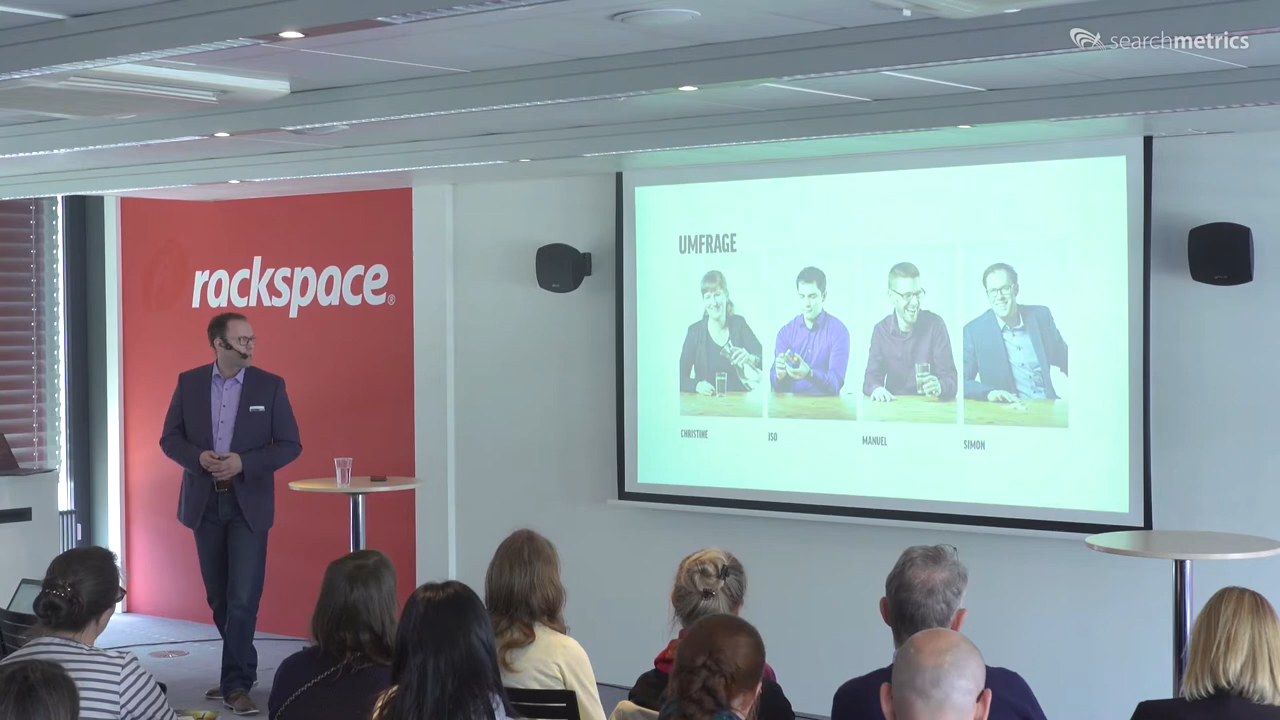 searchmetrics
rackspace®
UMFRAGE
CHRISTINE
ISO
MANUEL
SIMON